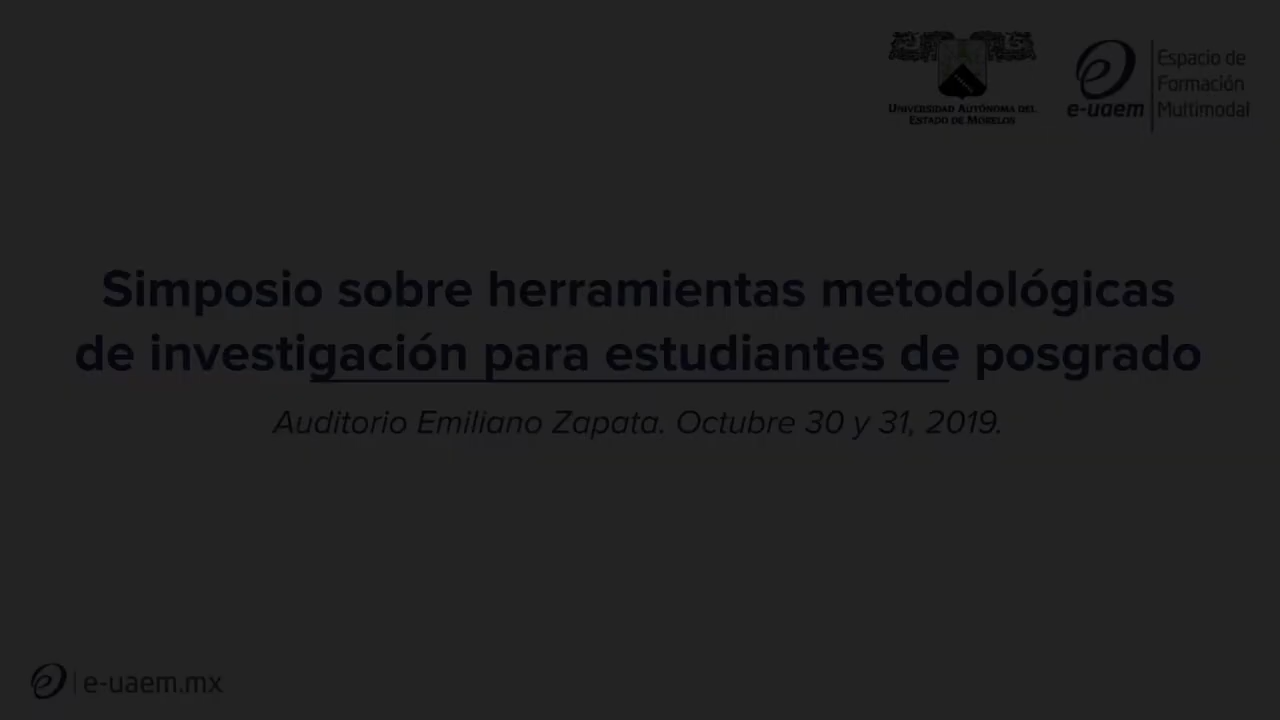 UNIVERSIDAD AUTÓNOMA DEL
ESTADO DE MORELOS
e-uaem
Espacio de
Formación
Multimodal
Simposio sobre herramientas metodológicas
de investigación para estudiantes de posgrado
Auditorio Emiliano Zapata. Octubre 30 y 31, 2019.
e-uaem.mx